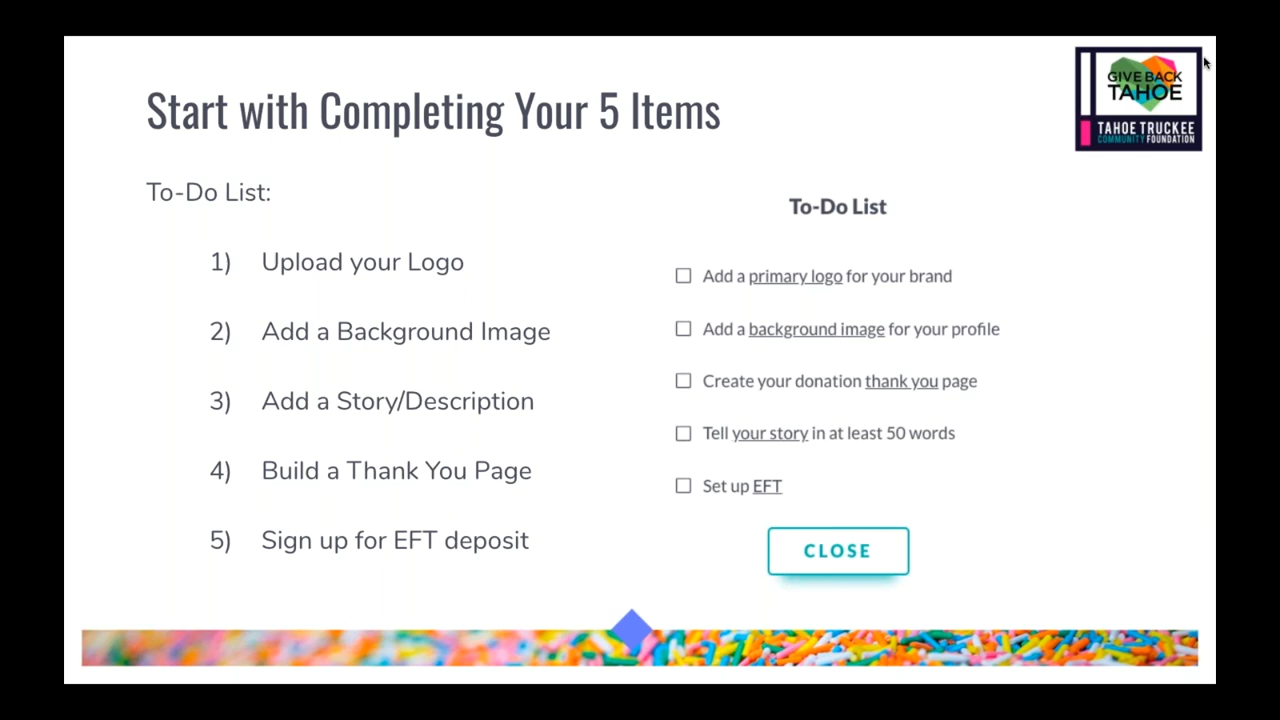 GIVE BACK
TAHOE
TAHOE TRUCKEE
COMMUNITY FOUNDATION
Start with Completing Your 5 Items
To-Do List:
1) Upload your Logo
2) Add a Background Image
3) Add a Story/Description
4) Build a Thank You Page
5) Sign up for EFT deposit
To-Do List
Add a primary logo for your brand
Add a background image for your profile
Create your donation thank you page
Tell your story in at least 50 words
Set up EFT
CLOSE